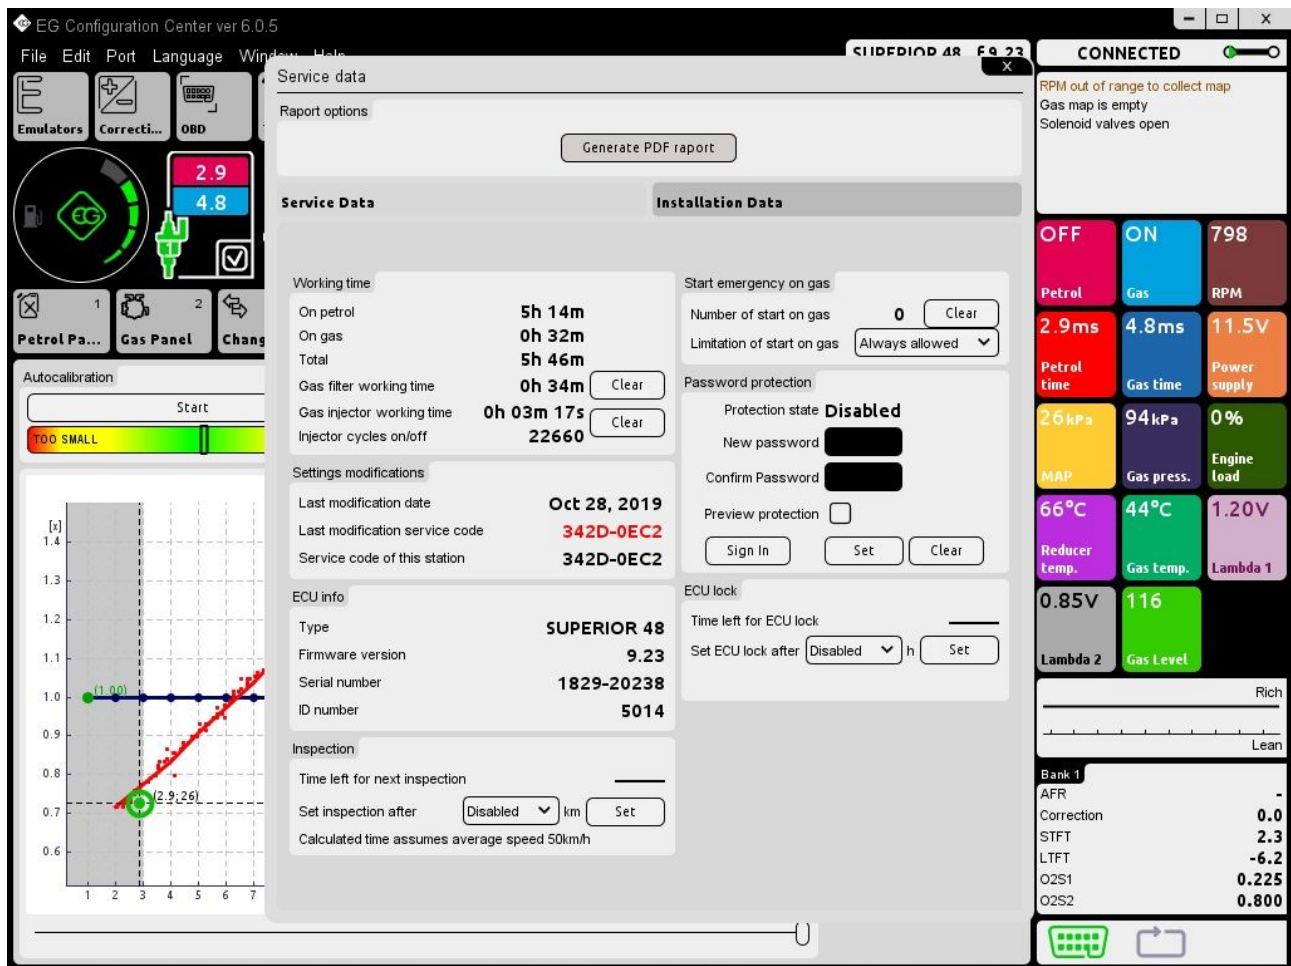 EG Configuration Center ver 6.0.5
File Edit Port Language Window Help
SUPERIOR 48 f 9.23
CONNECTED
Emulators
Correcti...
OBD
2.9
4.8
EG
1
1
Petrol Pa...
2
Gas Panel
Chang
Autocalibration
Start
TOO SMALL
[x]
1.4
1.3
1.2
1.1
1.0
0.9
0.8
0.7
0.6
(1.00)
(2.9; 26)
1 2 3 4 5 6 7
Service data
X
Raport options
Generate PDF raport
Service Data
Installation Data
Working time
On petrol 5h 14m
On gas 0h 32m
Total 5h 46m
Gas filter working time 0h 34m Clear
Gas injector working time 0h 03m 17s
Clear
Injector cycles on/off 22660
Settings modifications
Last modification date Oct 28, 2019
Last modification service code 342D-0EC2
Service code of this station 342D-0EC2
ECU info
Type SUPERIOR 48
Firmware version 9.23
Serial number 1829-20238
ID number 5014
Inspection
Time left for next inspection
Set inspection after Disabled km Set
Calculated time assumes average speed 50km/h
Start emergency on gas
Number of start on gas 0 Clear
Limitation of start on gas Always allowed
Password protection
Protection state Disabled
New password
Confirm Password
Preview protection
Sign In Set Clear
ECU lock
Time left for ECU lock
Set ECU lock after Disabled h Set
RPM out of range to collect map
Gas map is empty
Solenoid valves open
OFF
Petrol
ON
Gas
798
RPM
2.9ms
Petrol time
4.8ms
Gas time
11.5V
Power supply
26kPa
MAP
94kPa
Gas press.
0%
Engine load
66°C
Reducer temp.
44°C
Gas temp.
1.20V
Lambda 1
0.85V
Lambda 2
116
Gas Level
Rich
Lean
Bank 1
AFR -
Correction 0.0
STFT 2.3
LTFT -6.2
O2S1 0.225
O2S2 0.800